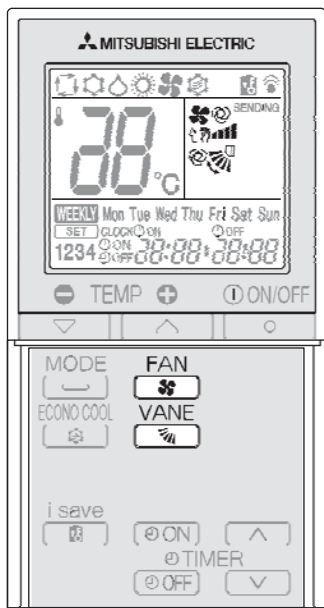 MITSUBISHI ELECTRIC
SENDING
88°C
WEEKLY Mon Tue Wed Thu Fri Sat Sun
SET CLOCK ON OFF
1234 ON OFF 88:88 88:88
TEMP ON/OFF
MODE FAN
ECONO COOL VANE
i save
ON
TIMER
OFF